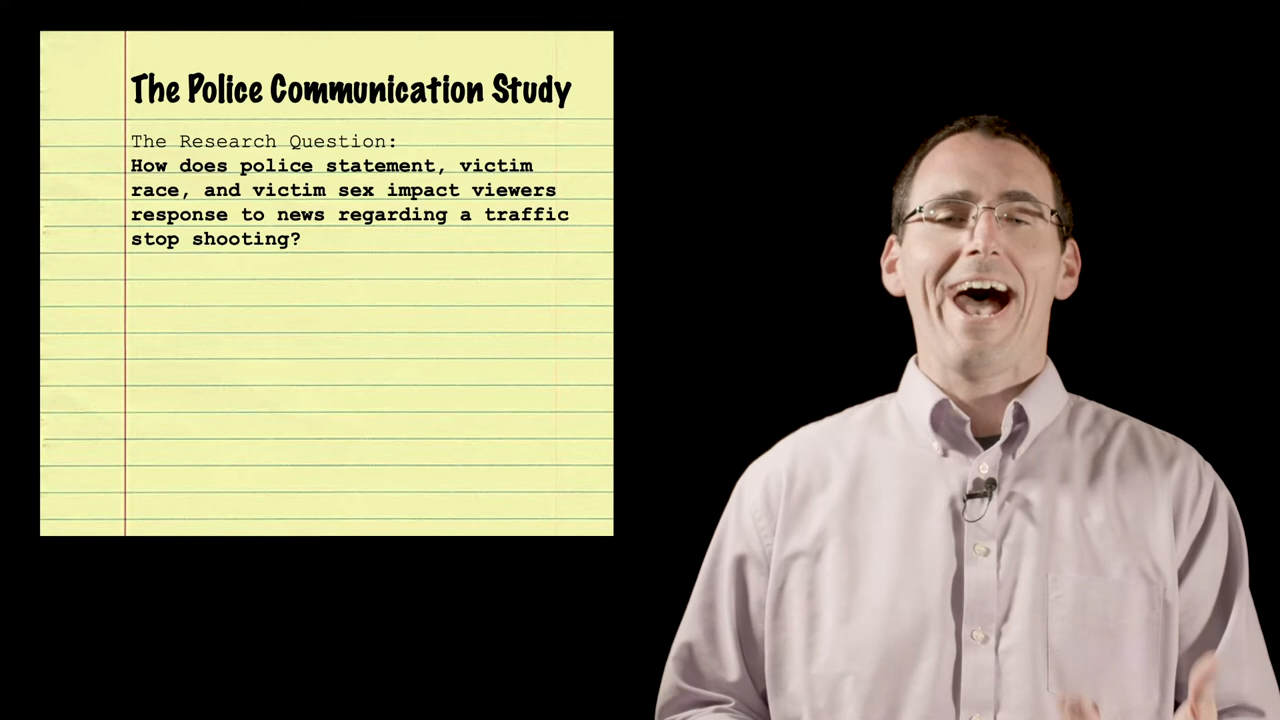 The Police Communication Study
The Research Question:
How does police statement, victim
race, and victim sex impact viewers
response to news regarding a traffic
stop shooting?